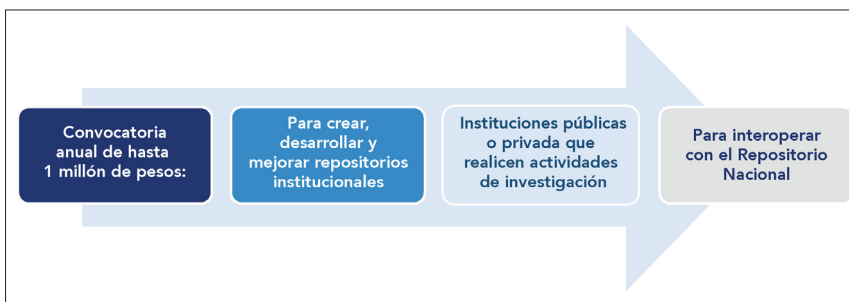 Convocatoria
anual de hasta
1 millón de pesos:
Para crear,
desarrollar y
mejorar repositorios
institucionales
Instituciones públicas
o privada que
realicen actividades
de investigación
Para interoperar
con el Repositorio
Nacional